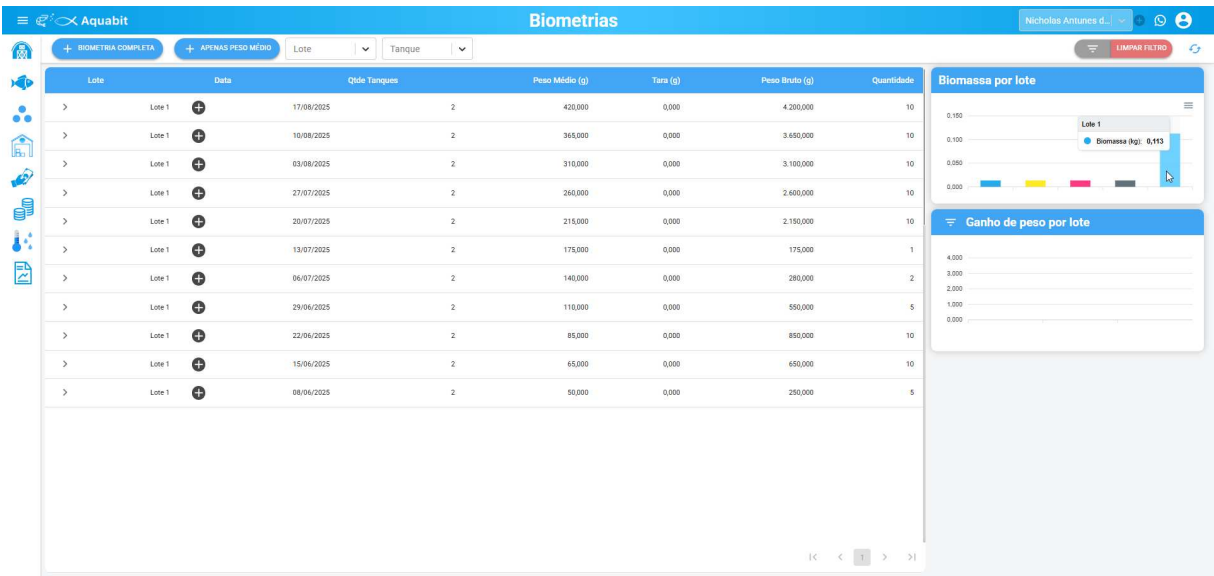 Aquabit
Biometrias
Nicholas Antunes d...
BIOMETRIA COMPLETA
APENAS PESO MÉDIO
Lote
Tanque
LIMPAR FILTRO
Lote Data Qtde Tanques Peso Médio (g) Tara (g) Peso Bruto (g) Quantidade
Lote 1 17/08/2025 2 420,000 0,000 4.200,000 10
Lote 1 10/08/2025 2 365,000 0,000 3.650,000 10
Lote 1 03/08/2025 2 310,000 0,000 3.100,000 10
Lote 1 27/07/2025 2 260,000 0,000 2.600,000 10
Lote 1 20/07/2025 2 215,000 0,000 2.150,000 10
Lote 1 13/07/2025 2 175,000 0,000 175,000 1
Lote 1 06/07/2025 2 140,000 0,000 280,000 2
Lote 1 29/06/2025 2 110,000 0,000 550,000 5
Lote 1 22/06/2025 2 85,000 0,000 850,000 10
Lote 1 15/06/2025 2 65,000 0,000 650,000 10
Lote 1 08/06/2025 2 50,000 0,000 250,000 5
1
Biomassa por lote
0,150
0,100
0,050
0,000
Lote 1
Biomassa (kg): 0,113
Ganho de peso por lote
4,000
3,000
2,000
1,000
0,000